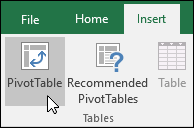 File Home Insert
PivotTable Recommended Table
PivotTables
Tables